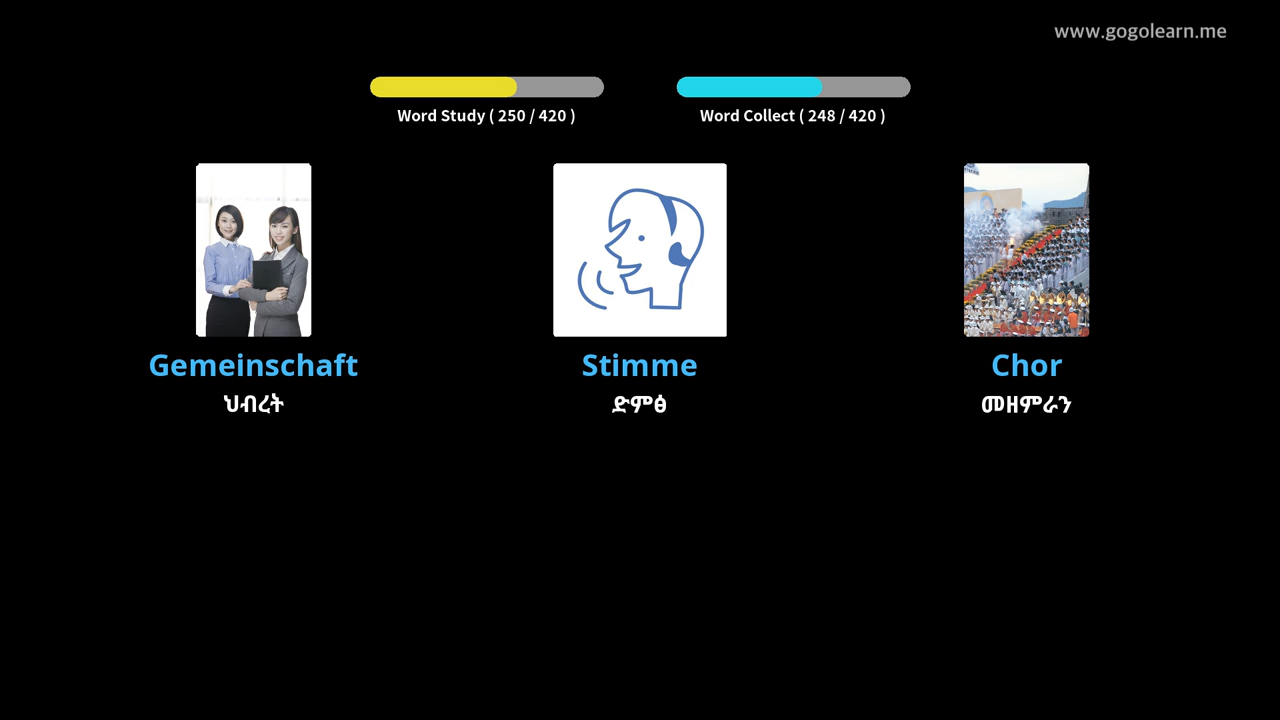 www.gogolearn.me
Word Study ( 250 / 420 )
Word Collect ( 248 / 420 )
Gemeinschaft
Stimme
Chor
ህብረት
ድምፅ
መዘምራን